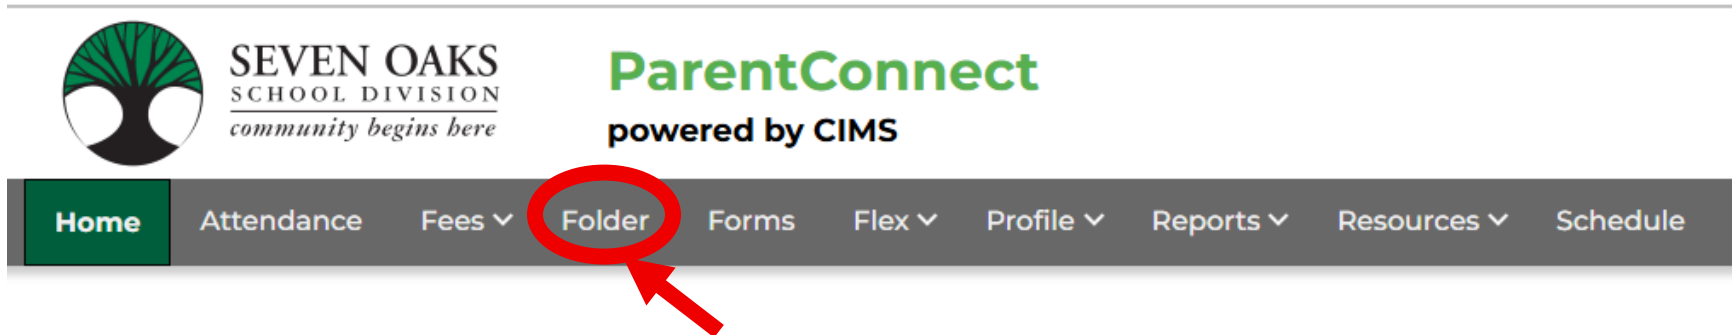 SEVEN OAKS
SCHOOL DIVISION
community begins here
ParentConnect
powered by CIMS
Home Attendance Fees Folder Forms Flex Profile Reports Resources Schedule